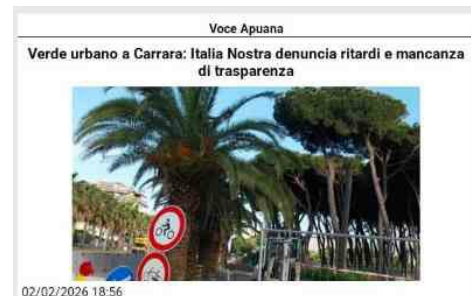 Voce Apuana
Verde urbano a Carrara: Italia Nostra denuncia ritardi e mancanza
di trasparenza
02/02/2026 18:56